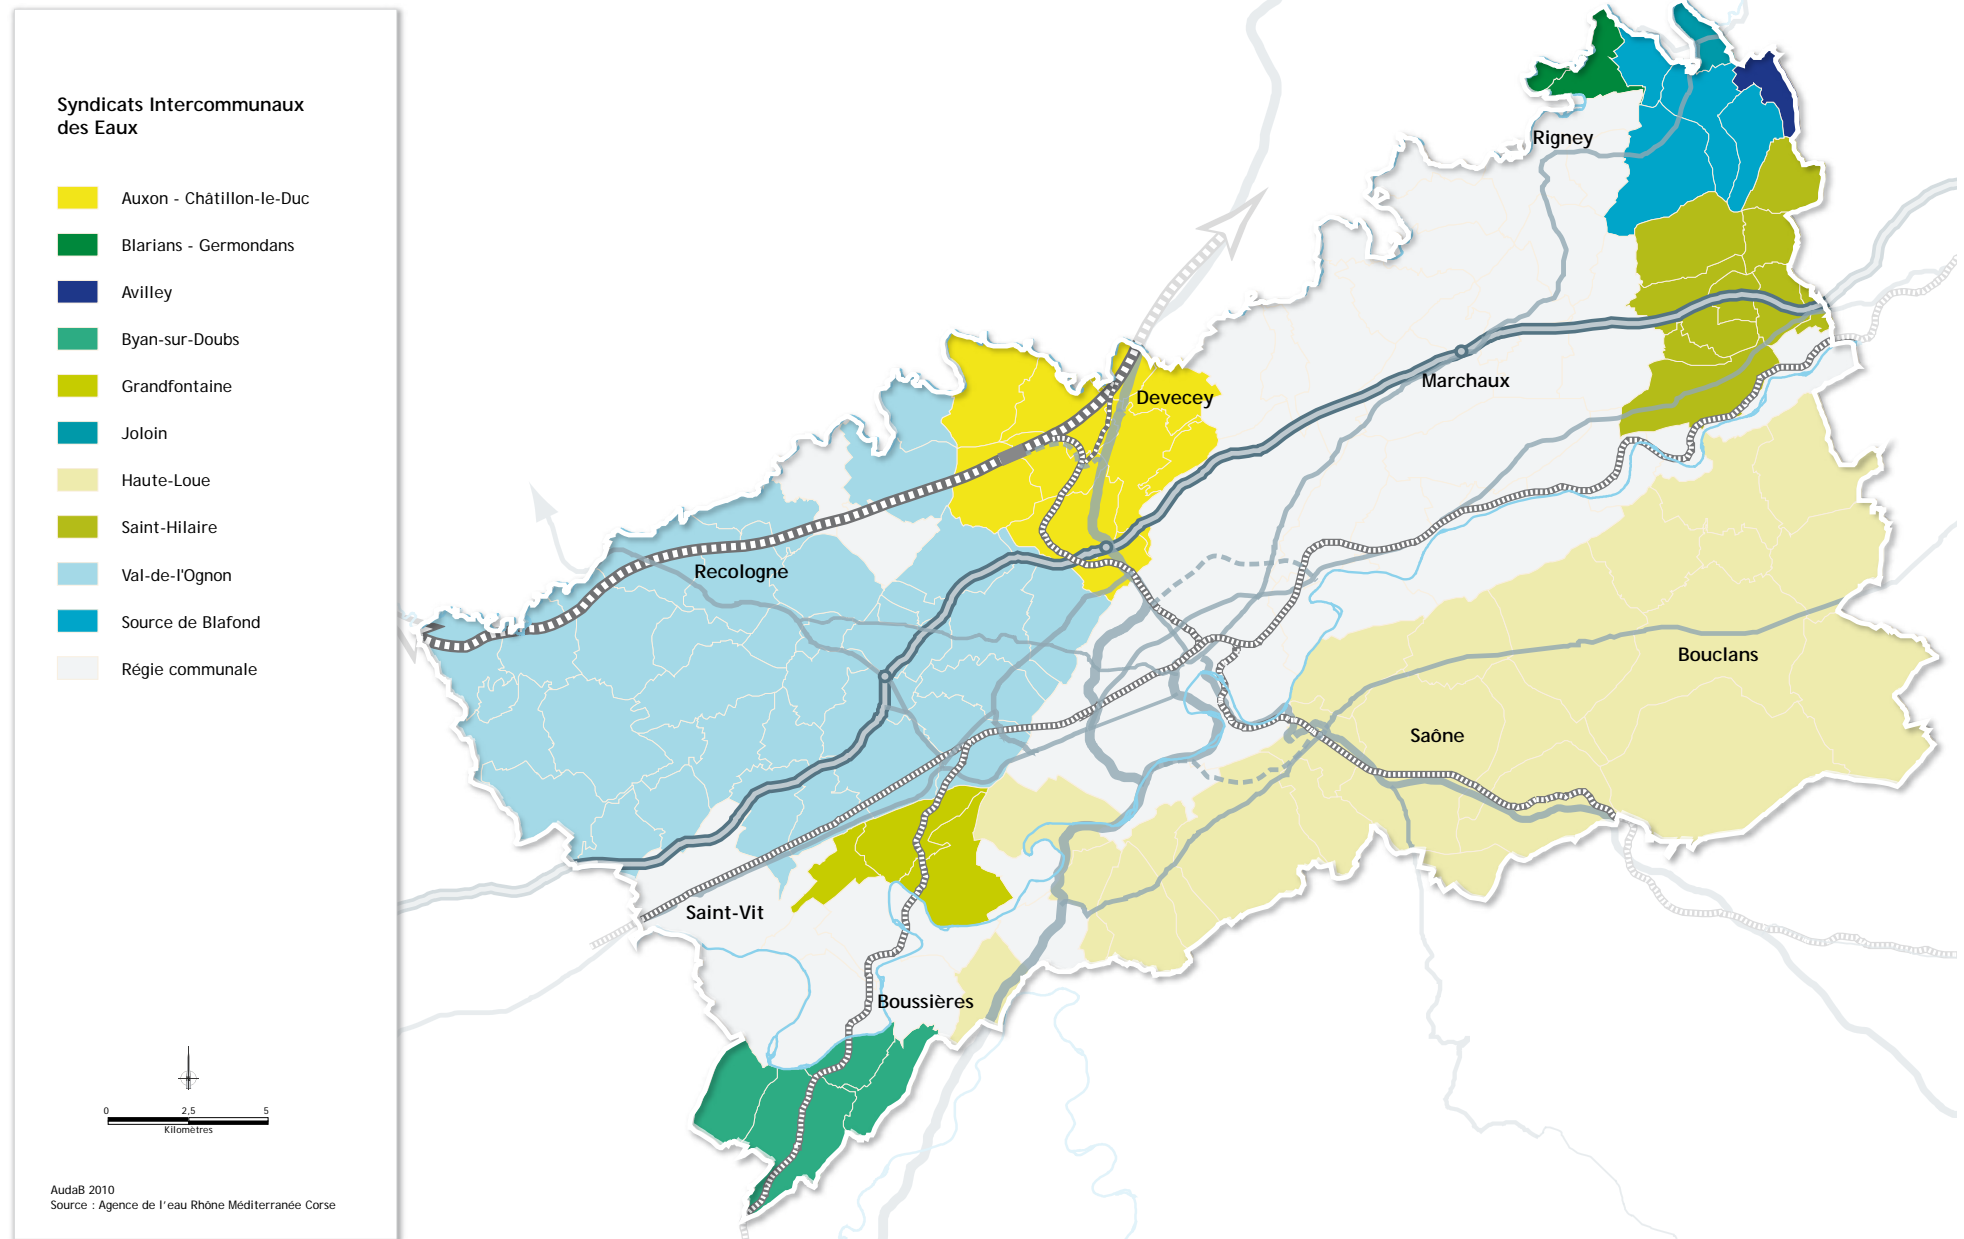 Syndicats Intercommunaux
des Eaux
Auxon - Châtillon-le-Duc
Blarians - Germondans
Avilley
Byan-sur-Doubs
Grandfontaine
Joloin
Haute-Loue
Saint-Hilaire
Val-de-l'Ognon
Source de Blafond
Régie communale
0 2,5 5
Kilomètres
AudaB 2010
Source : Agence de l'eau Rhône Méditerranée Corse
Rigney
Marchaux
Devecey
Recologne
Bouclans
Saône
Saint-Vit
Boussières